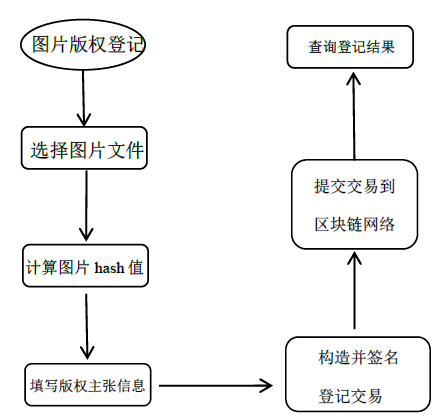 图片版权登记
选择图片文件
计算图片 hash 值
填写版权主张信息
构造并签名
登记交易
提交交易到
区块链网络
查询登记结果